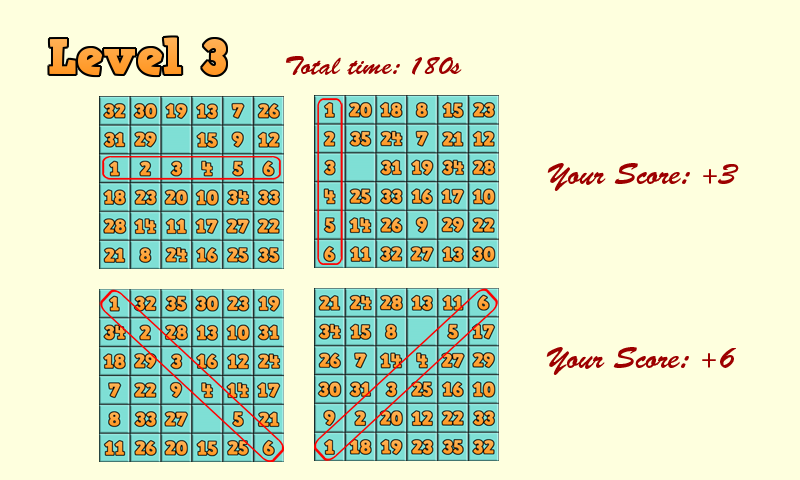 Level 3
Total time: 180s
32 30 19 13 7 26
31 29 15 9 12
1 2 3 4 5 6
18 23 20 10 34 33
28 14 11 17 27 22
21 8 24 16 25 35
1 20 18 8 15 23
2 35 24 7 21 12
3 31 19 34 28
4 25 33 16 17 10
5 14 26 9 29 22
6 11 32 27 13 30
Your Score: +3
1 32 35 30 23 19
34 2 28 13 10 31
18 29 3 16 12 24
7 22 9 4 14 17
8 33 27 5 21
11 26 20 15 25 6
21 24 28 13 11 6
34 15 8 5 17
26 7 14 4 27 29
30 31 3 25 16 10
9 2 20 12 22 33
1 18 19 23 35 32
Your Score: +6